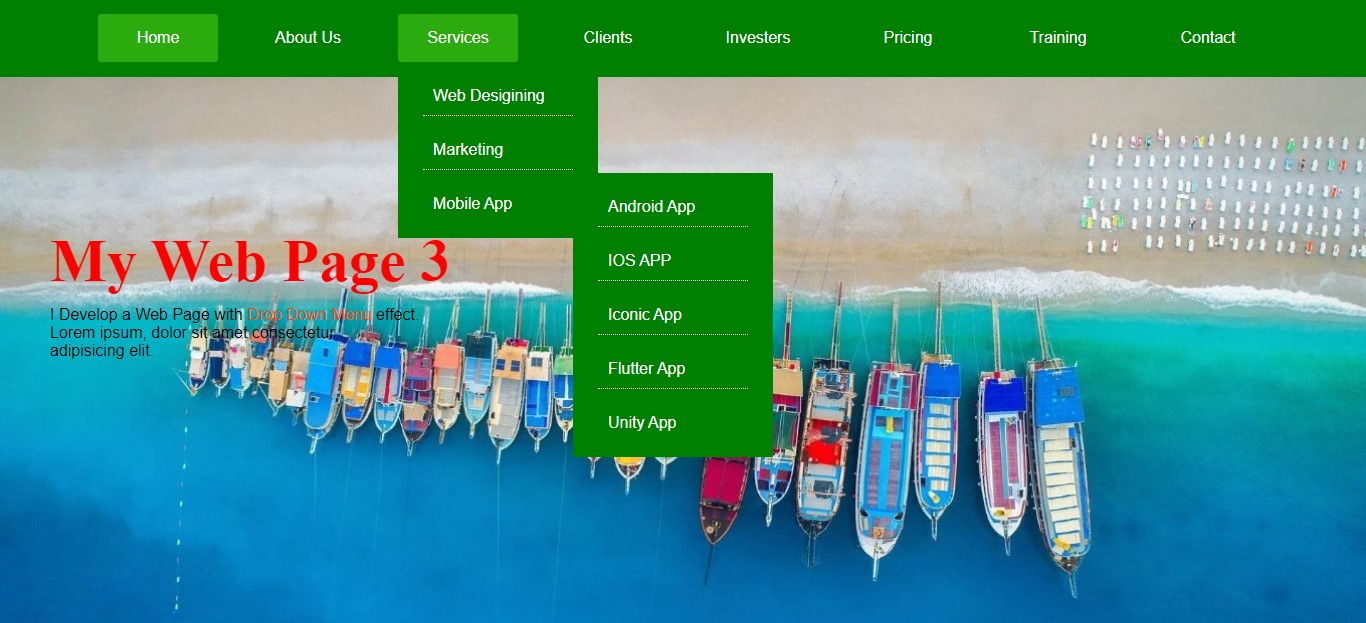 Home About Us Services Clients Investers Pricing Training Contact
Web Desigining
Marketing
Mobile App
Android App
IOS APP
Iconic App
Flutter App
Unity App
My Web Page 3
I Develop a Web Page with Drop Down Menu effect.
Lorem ipsum, dolor sit amet consectetur
adipisicing elit.